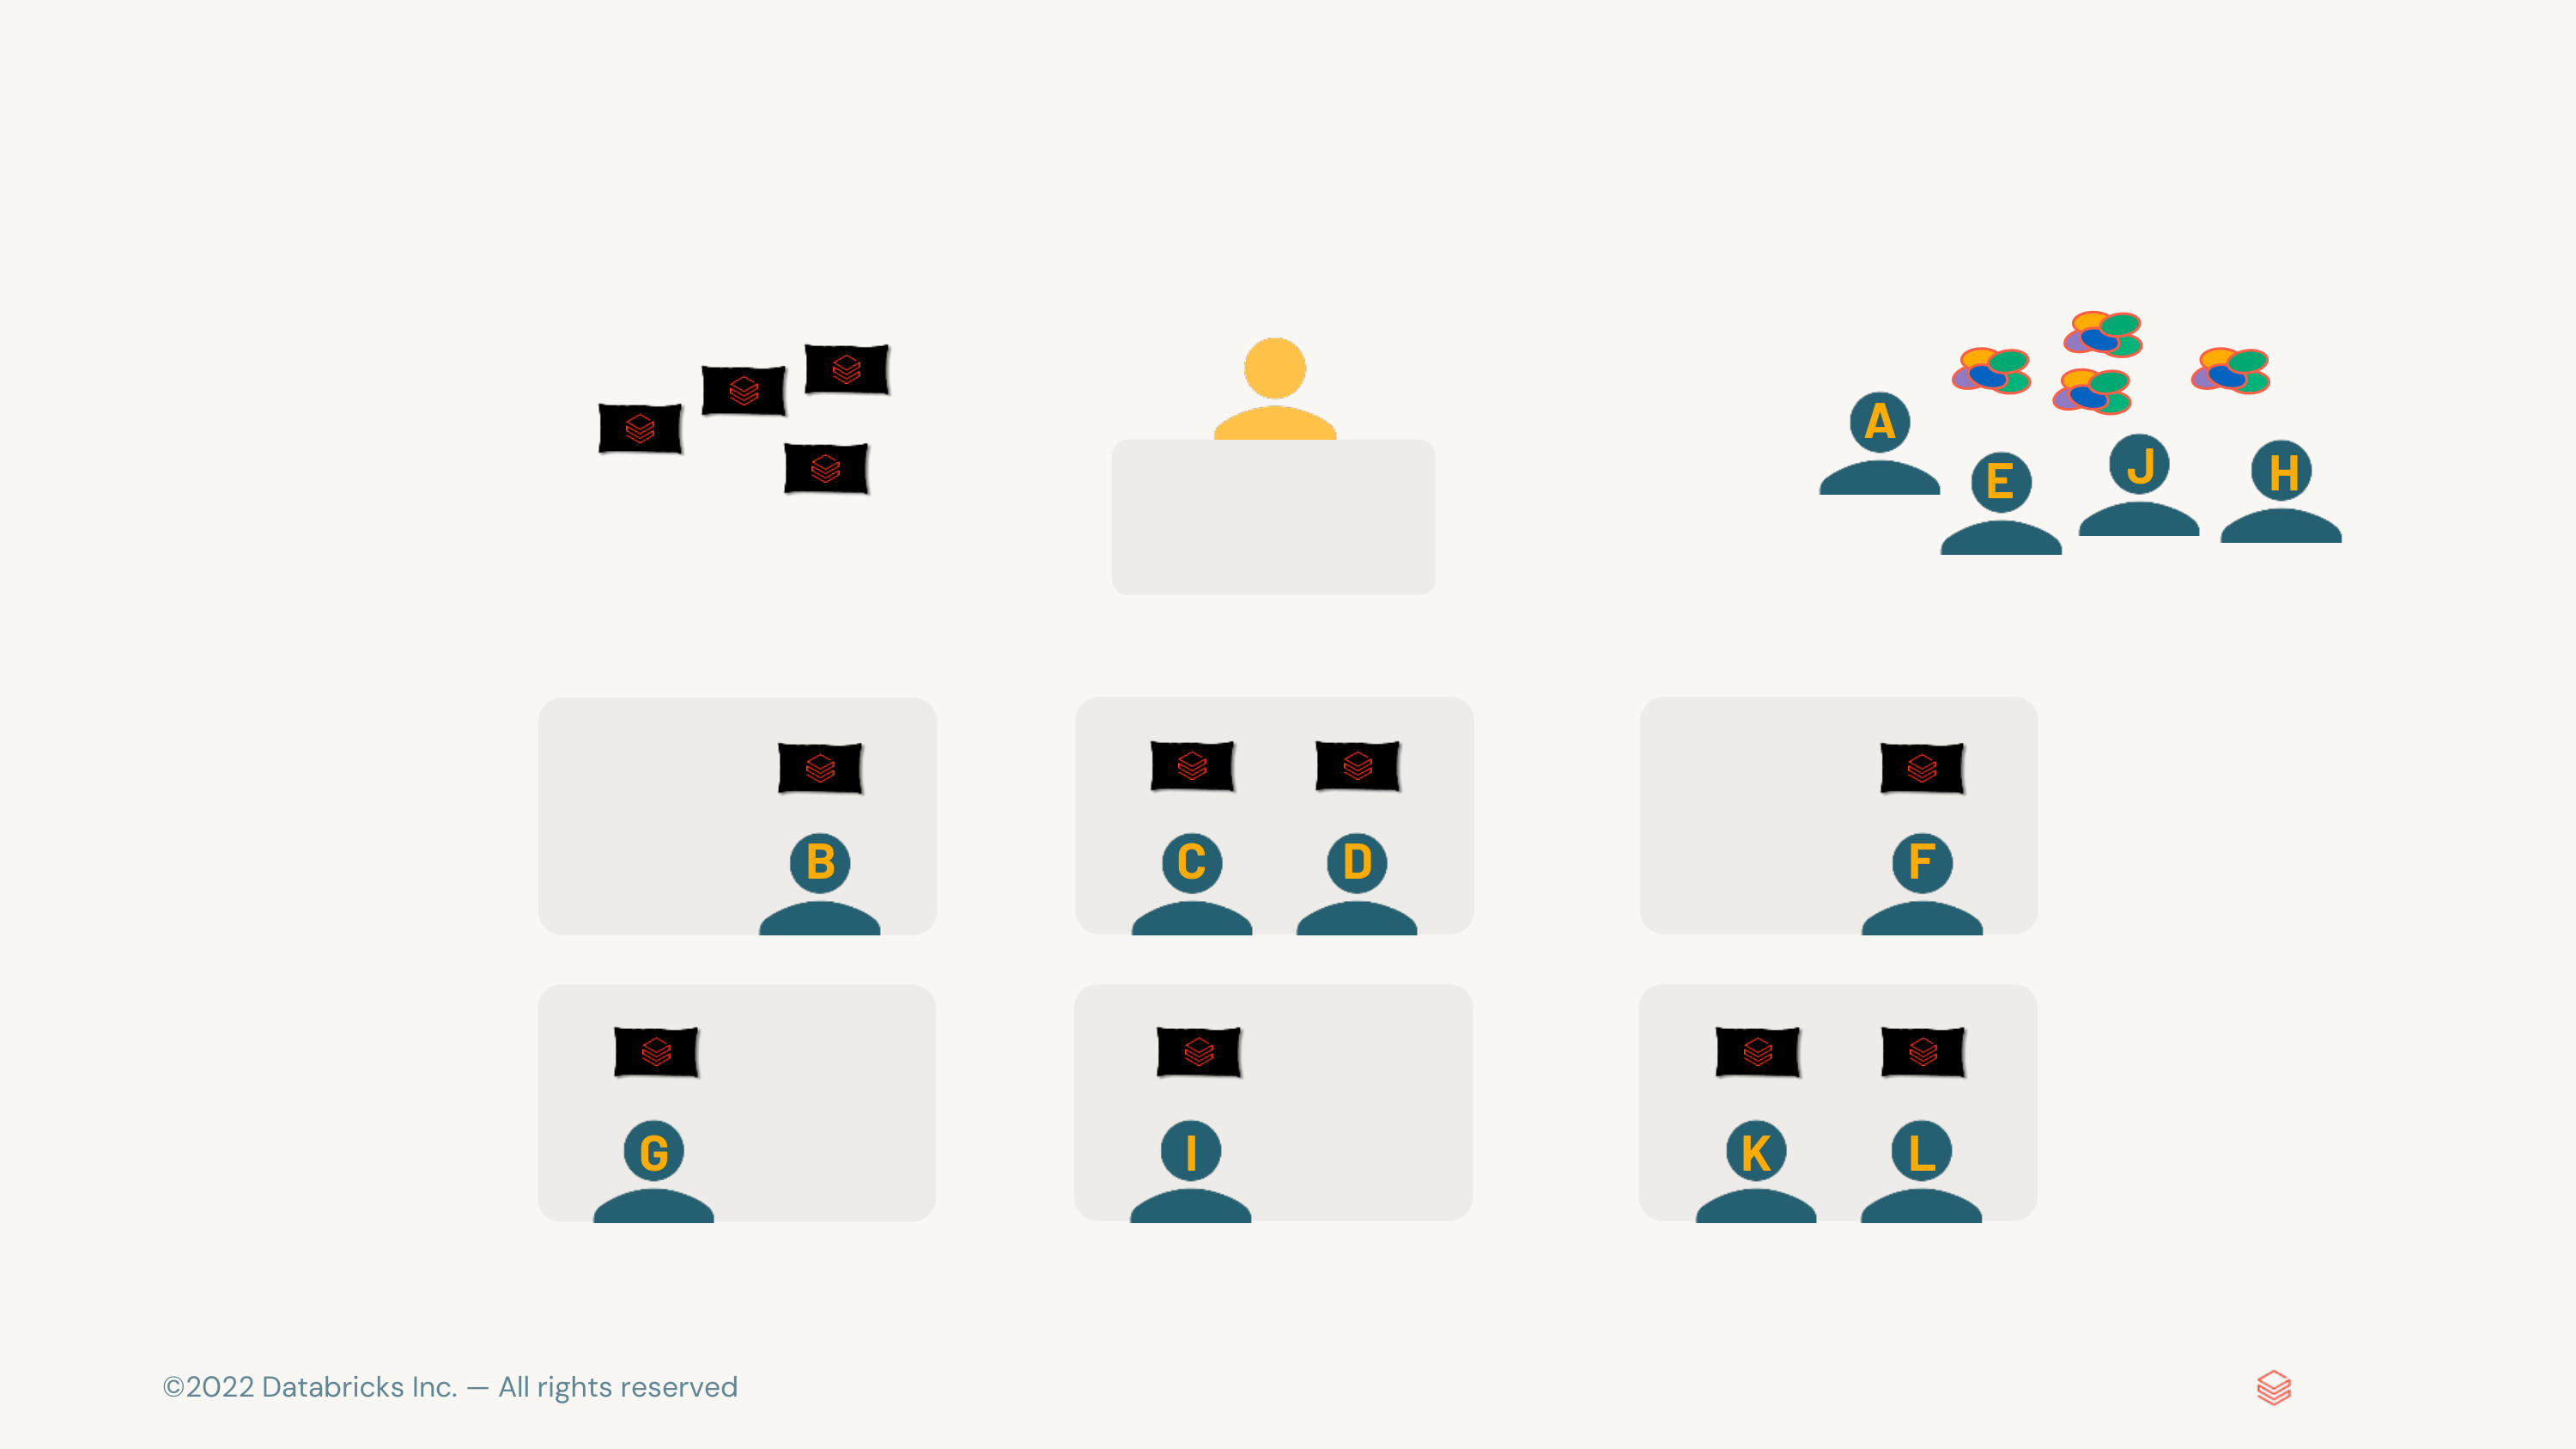 A
E
J
H
B
C
D
F
G
I
K
L
©2022 Databricks Inc. — All rights reserved